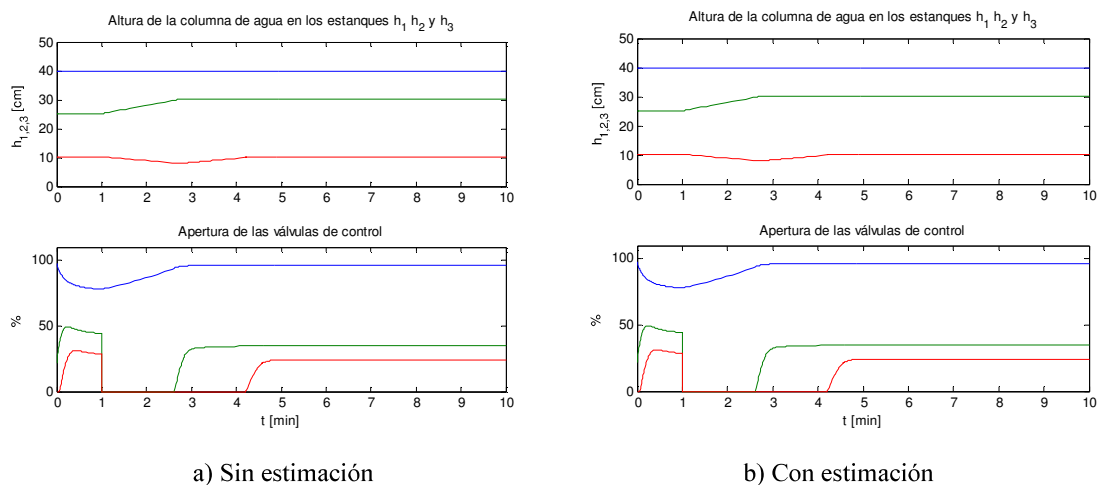 Altura de la columna de agua en los estanques h1 h2 y h3
50
40
30
20
10
0
h1,2,3 [cm]
0 1 2 3 4 5 6 7 8 9 10
Apertura de las válvulas de control
100
50
0
%
0 1 2 3 4 5 6 7 8 9 10
t [min]
a) Sin estimación
Altura de la columna de agua en los estanques h1 h2 y h3
50
40
30
20
10
0
h1,2,3 [cm]
0 1 2 3 4 5 6 7 8 9 10
Apertura de las válvulas de control
100
50
0
%
0 1 2 3 4 5 6 7 8 9 10
t [min]
b) Con estimación